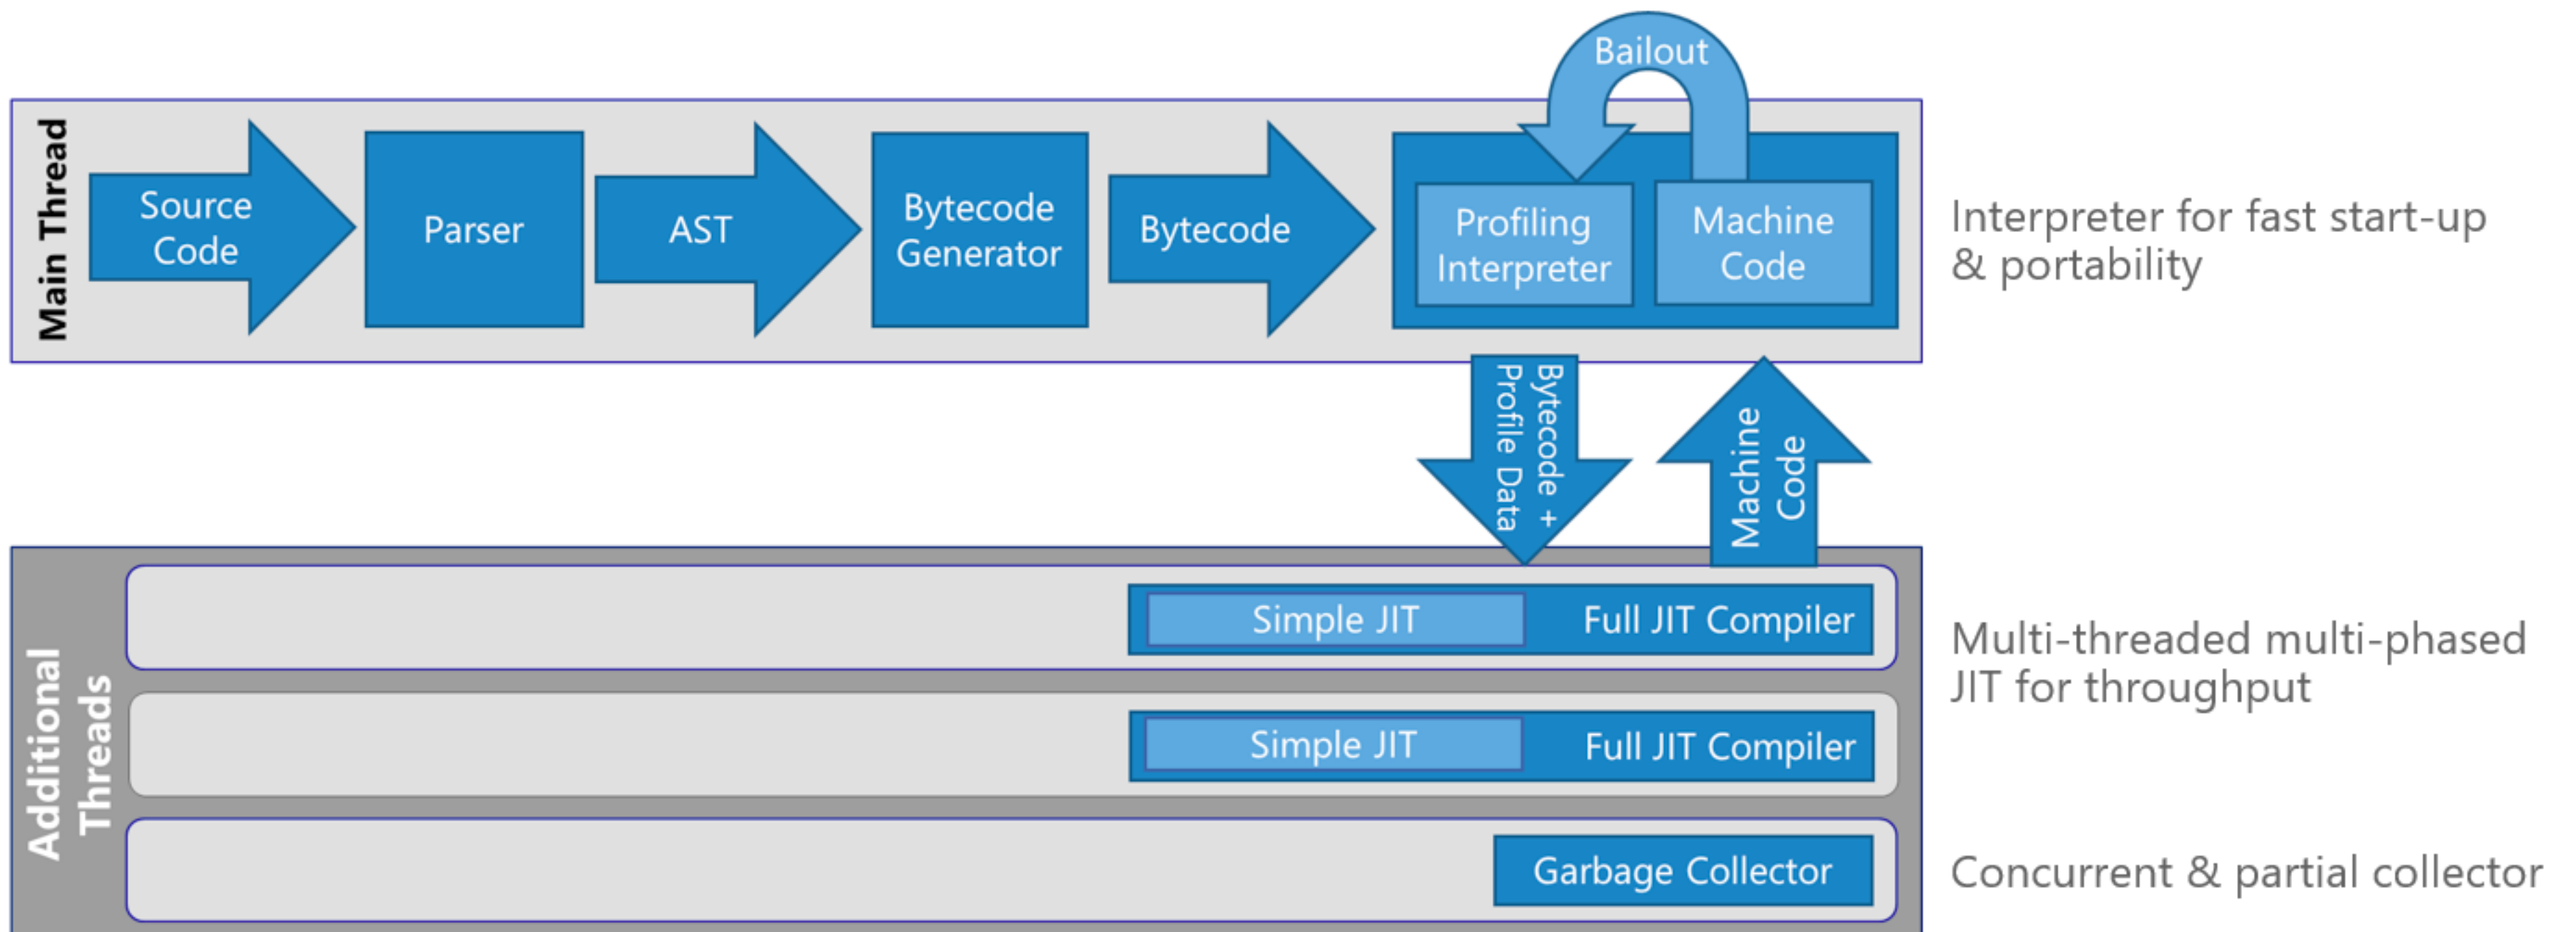 Bailout
Main Thread
Source
Code
Parser
AST
Bytecode
Generator
Bytecode
Profiling
Interpreter
Machine
Code
Interpreter for fast start-up
& portability
Bytecode +
Profile Data
Machine
Code
Additional
Threads
Simple JIT
Full JIT Compiler
Simple JIT
Full JIT Compiler
Multi-threaded multi-phased
JIT for throughput
Garbage Collector
Concurrent & partial collector